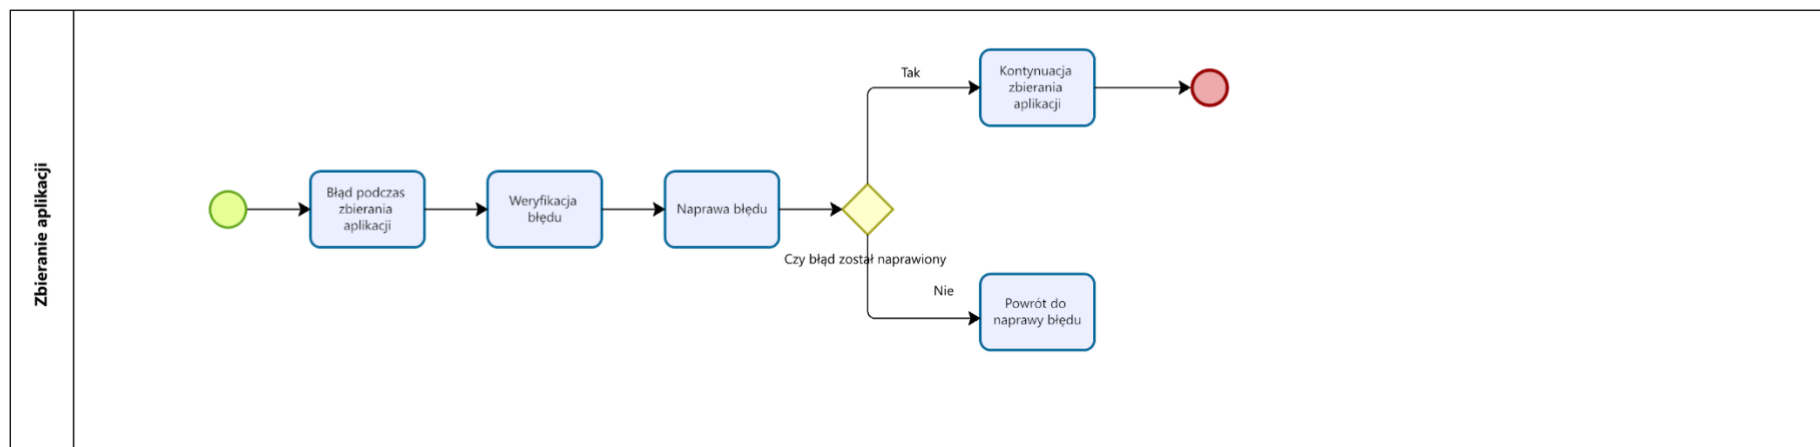 Zbieranie aplikacji
Błąd podczas
zbierania
aplikacji
Weryfikacja
błędu
Naprawa błędu
Czy błąd został naprawiony
Tak
Kontynuacja
zbierania
aplikacji
Nie
Powrót do
naprawy błędu